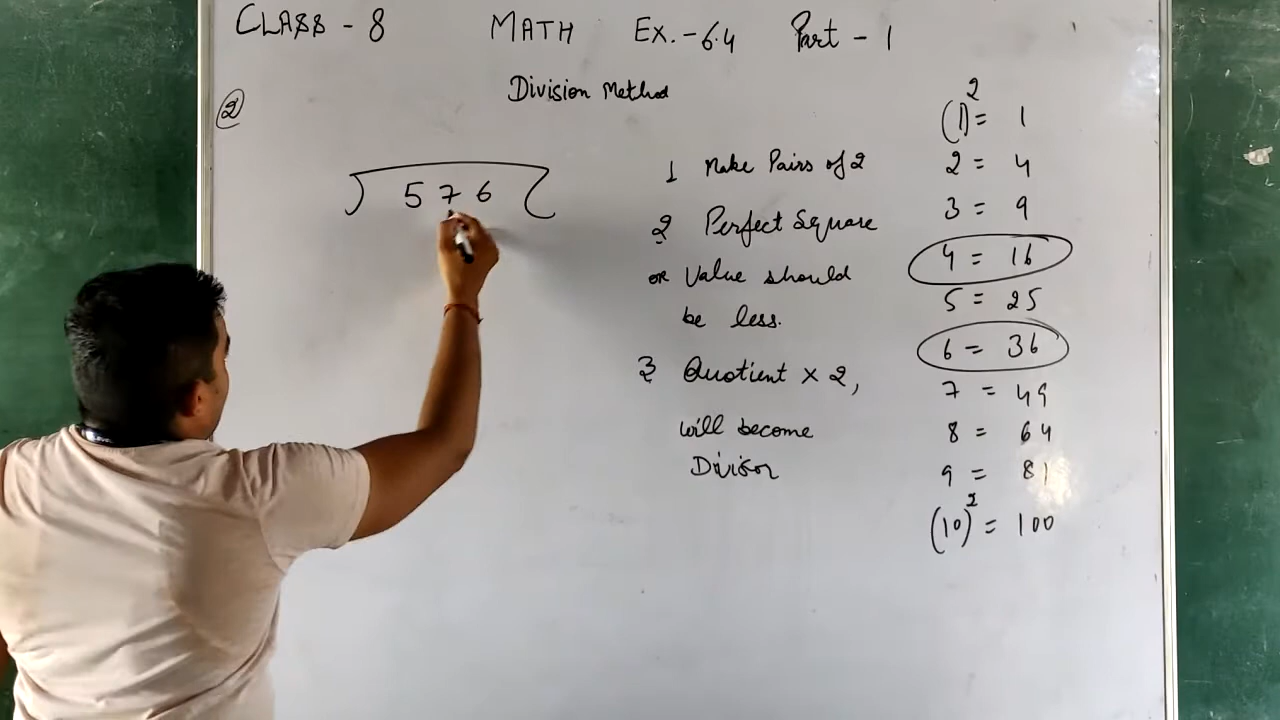 CLASS - 8 MATH EX.-6.4 Part - 1
Division Method
②
576
1 Make Pairs of 2
2 Perfect Square
or Value should
be less.
3 Quotient × 2,
will become
Divisor
(1)² = 1
2 = 4
3 = 9
4 = 16
5 = 25
6 = 36
7 = 49
8 = 64
9 = 81
(10)² = 100